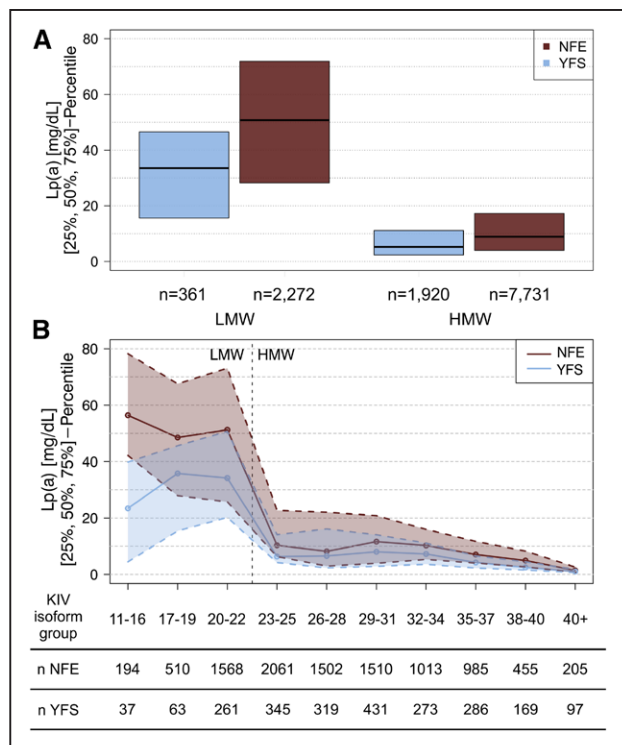 A
80
60
40
20
0
Lp(a) [mg/dL]
[25%, 50%, 75%]−Percentile
NFE
YFS
n=361 n=2,272 n=1,920 n=7,731
LMW HMW
B
80
60
40
20
0
Lp(a) [mg/dL]
[25%, 50%, 75%]−Percentile
LMW HMW
NFE
YFS
KIV
isoform
group
11-16 17-19 20-22 23-25 26-28 29-31 32-34 35-37 38-40 40+
n NFE 194 510 1568 2061 1502 1510 1013 985 455 205
n YFS 37 63 261 345 319 431 273 286 169 97